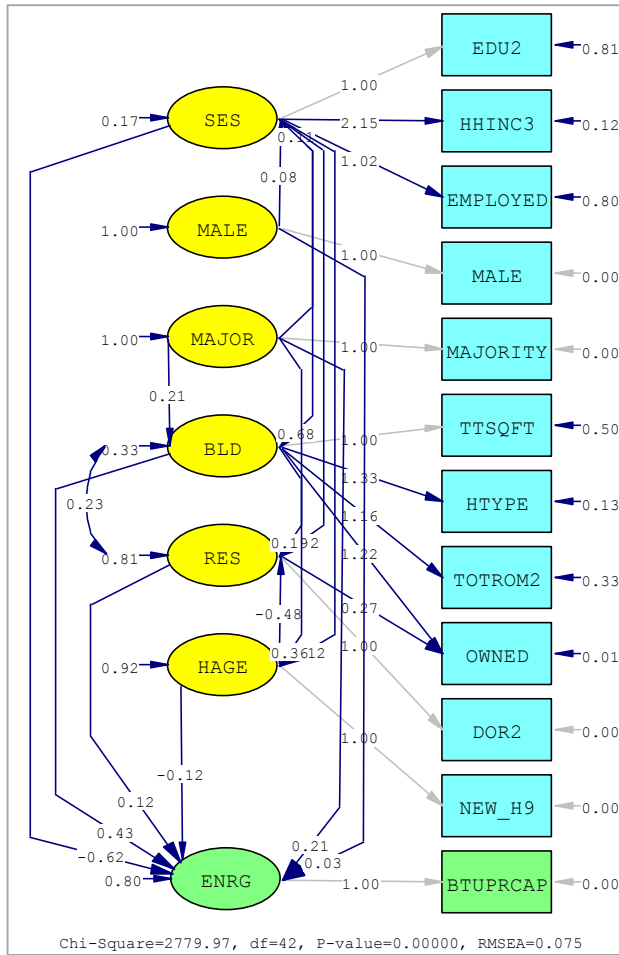 EDU2
0.81
1.00
SES
0.17
HHINC3
0.12
2.15
0.11
1.02
0.08
EMPLOYED
0.80
MALE
1.00
1.00
MALE
0.00
MAJOR
1.00
1.00
MAJORITY
0.00
0.21
TTSQFT
0.50
0.68
1.00
BLD
0.33
1.33
HTYPE
0.13
0.23
1.16
RES
0.81
0.19
1.22
TOTROM2
0.33
-0.48
0.27
1.00
OWNED
0.01
HAGE
0.92
0.36
DOR2
0.00
1.00
-0.12
0.12
NEW_H9
0.00
0.43
0.21
-0.62
0.03
0.80
ENRG
1.00
BTUPRCAP
0.00
Chi-Square=2779.97, df=42, P-value=0.00000, RMSEA=0.075